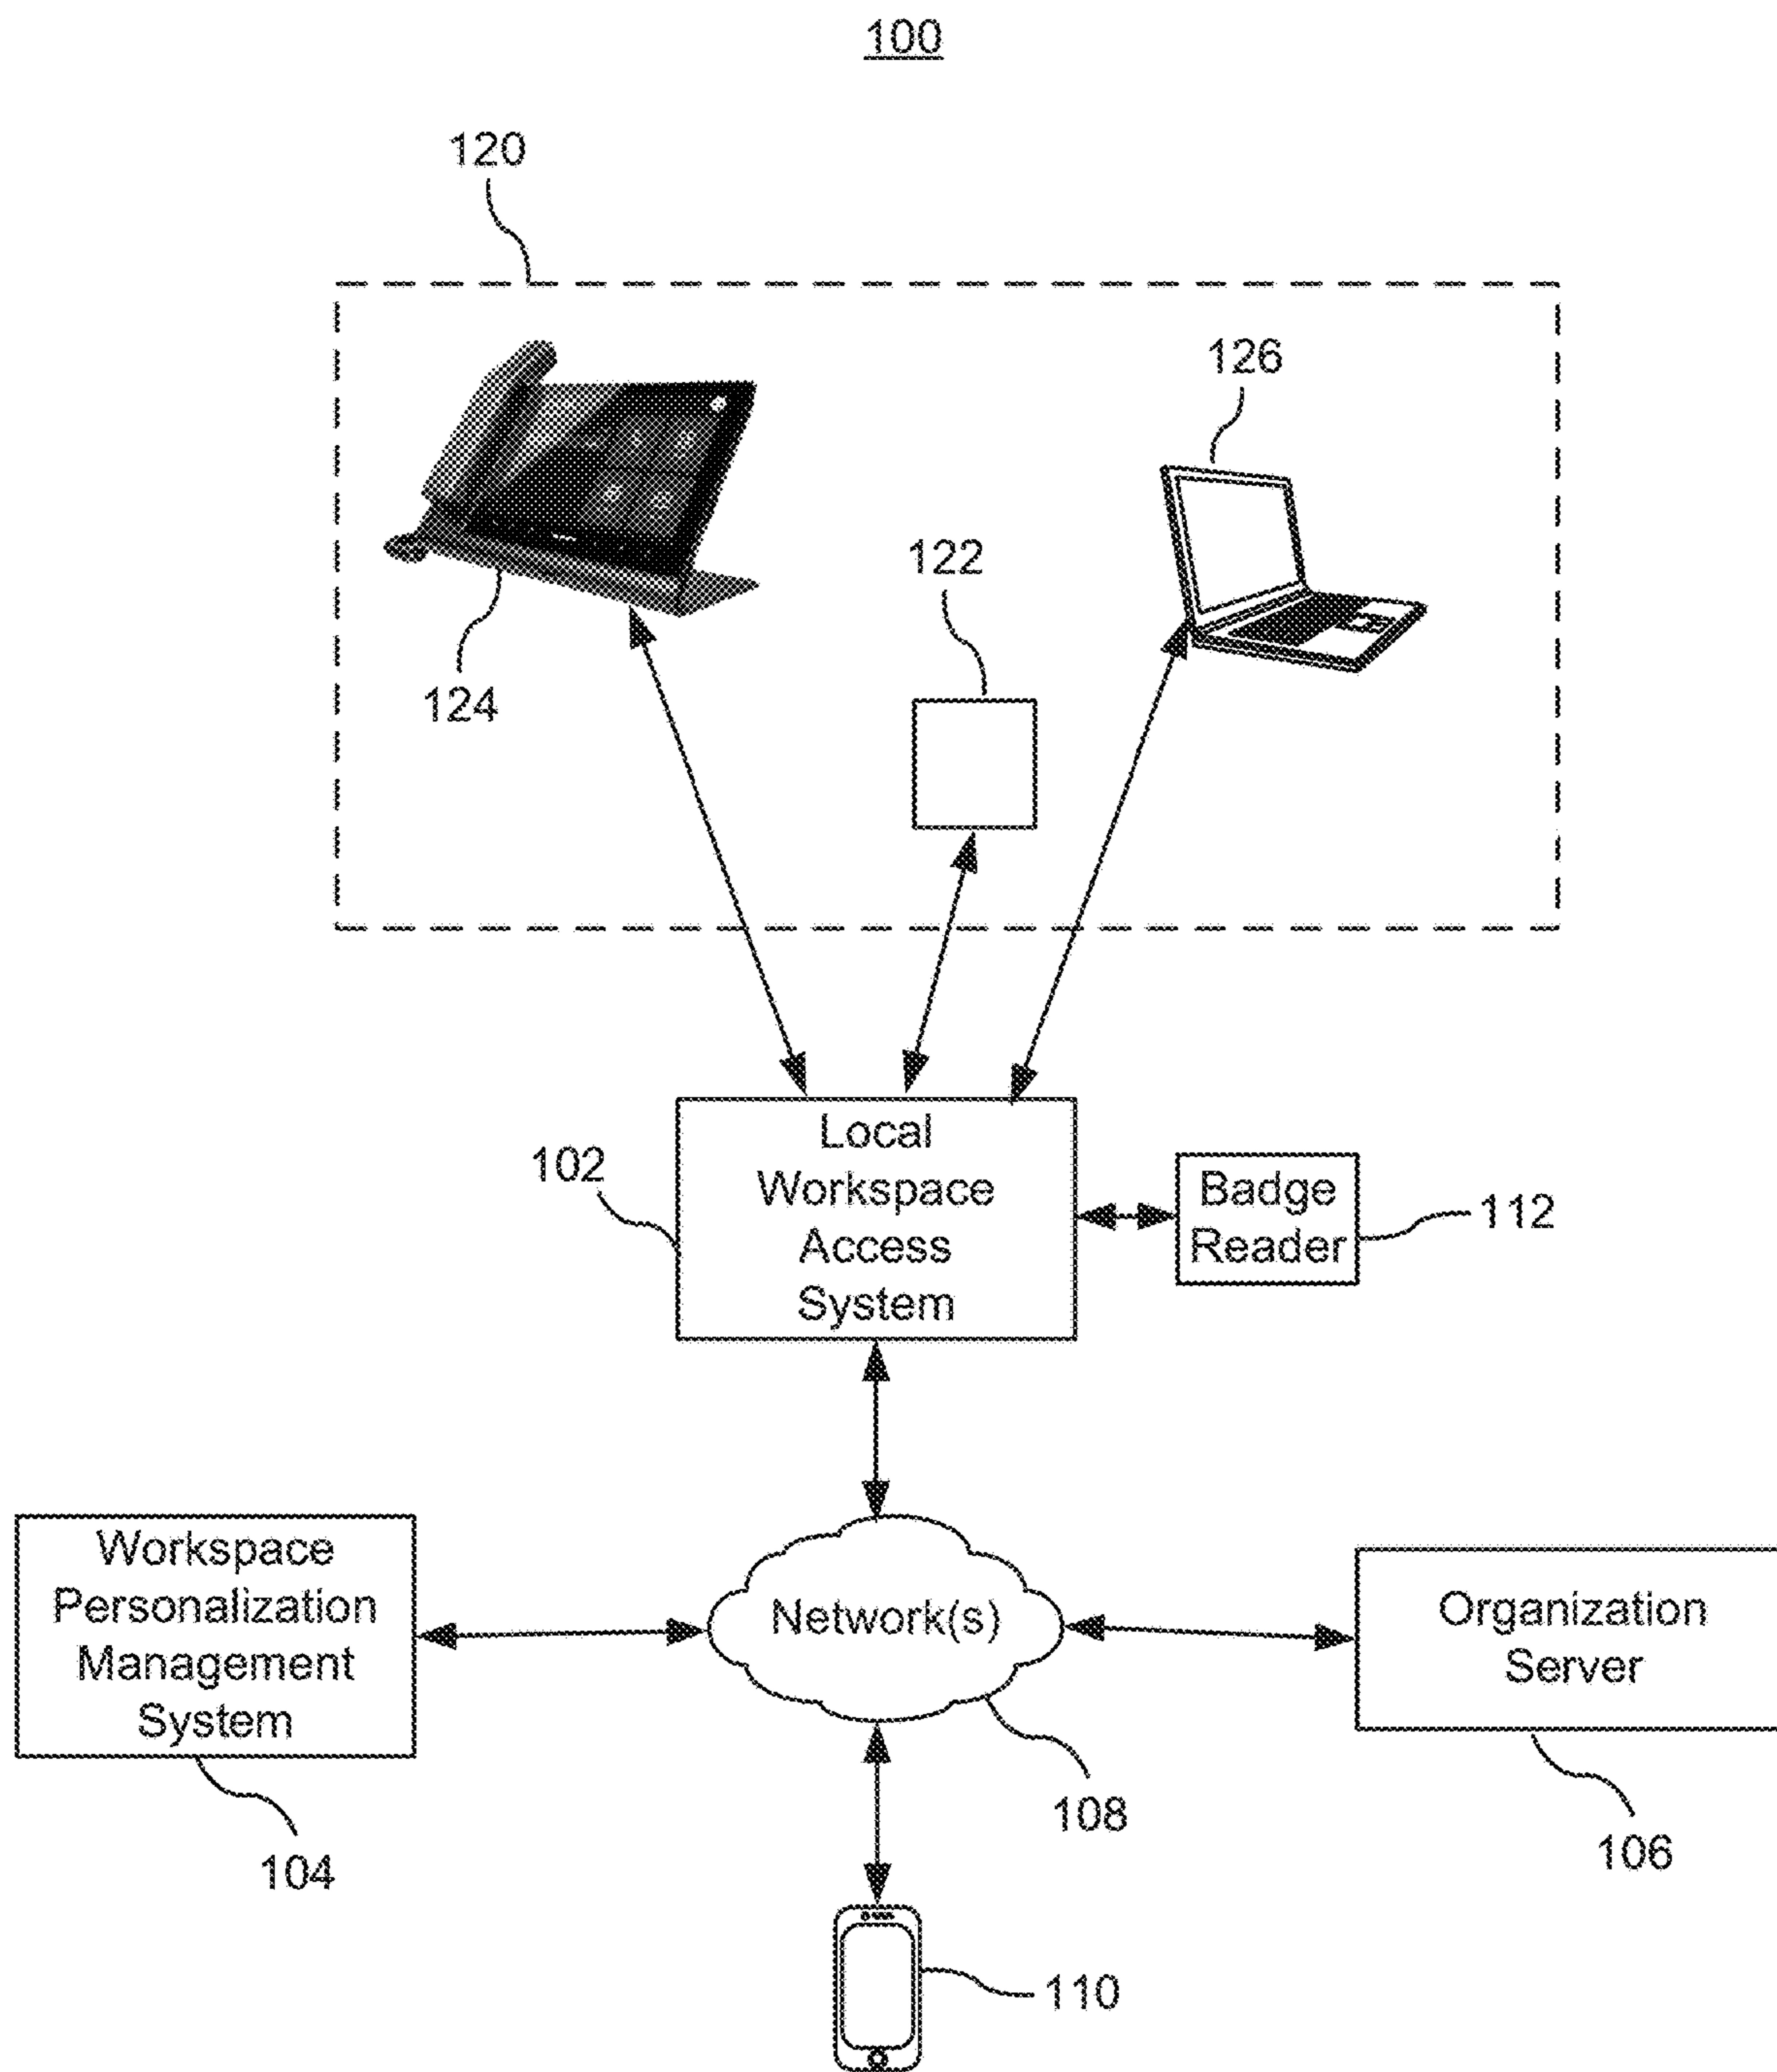 100
120
126
122
124
Local
Workspace
Access
System
102
Badge
Reader
112
Workspace
Personalization
Management
System
Network(s)
Organization
Server
108
106
104
110